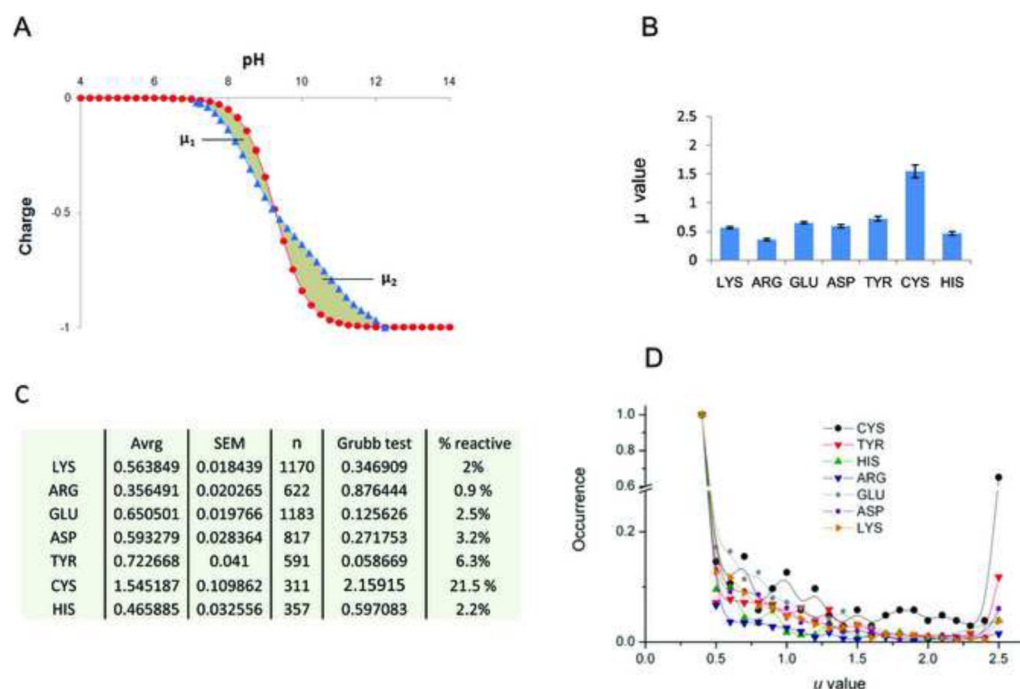 A
pH
4 6 8 10 12 14
0
-0.5
-1
Charge
μ1
μ2
B
μ value
2.5
2
1.5
1
0.5
0
LYS ARG GLU ASP TYR CYS HIS
C
Avrg SEM n Grubb test % reactive
LYS 0.563849 0.018439 1170 0.346909 2%
ARG 0.356491 0.020265 622 0.876444 0.9 %
GLU 0.650501 0.019766 1183 0.125626 2.5%
ASP 0.593279 0.028364 817 0.271753 3.2%
TYR 0.722668 0.041 591 0.058669 6.3%
CYS 1.545187 0.109862 311 2.15915 21.5 %
HIS 0.465885 0.032556 357 0.597083 2.2%
D
Occurrence
1.0
0.8
0.6
0.2
0.0
CYS
TYR
HIS
ARG
GLU
ASP
LYS
0.0 0.5 1.0 1.5 2.0 2.5
μ value